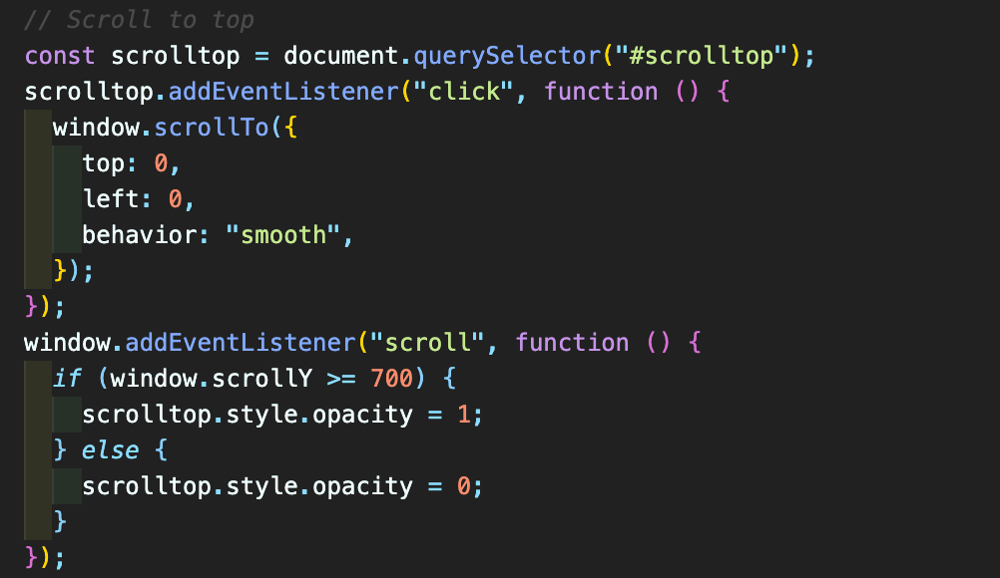 // Scroll to top
const scrolltop = document.querySelector("#scrolltop");
scrolltop.addEventListener("click", function () {
  window.scrollTo({
    top: 0,
    left: 0,
    behavior: "smooth",
  });
});
window.addEventListener("scroll", function () {
  if (window.scrollY >= 700) {
    scrolltop.style.opacity = 1;
  } else {
    scrolltop.style.opacity = 0;
  }
});